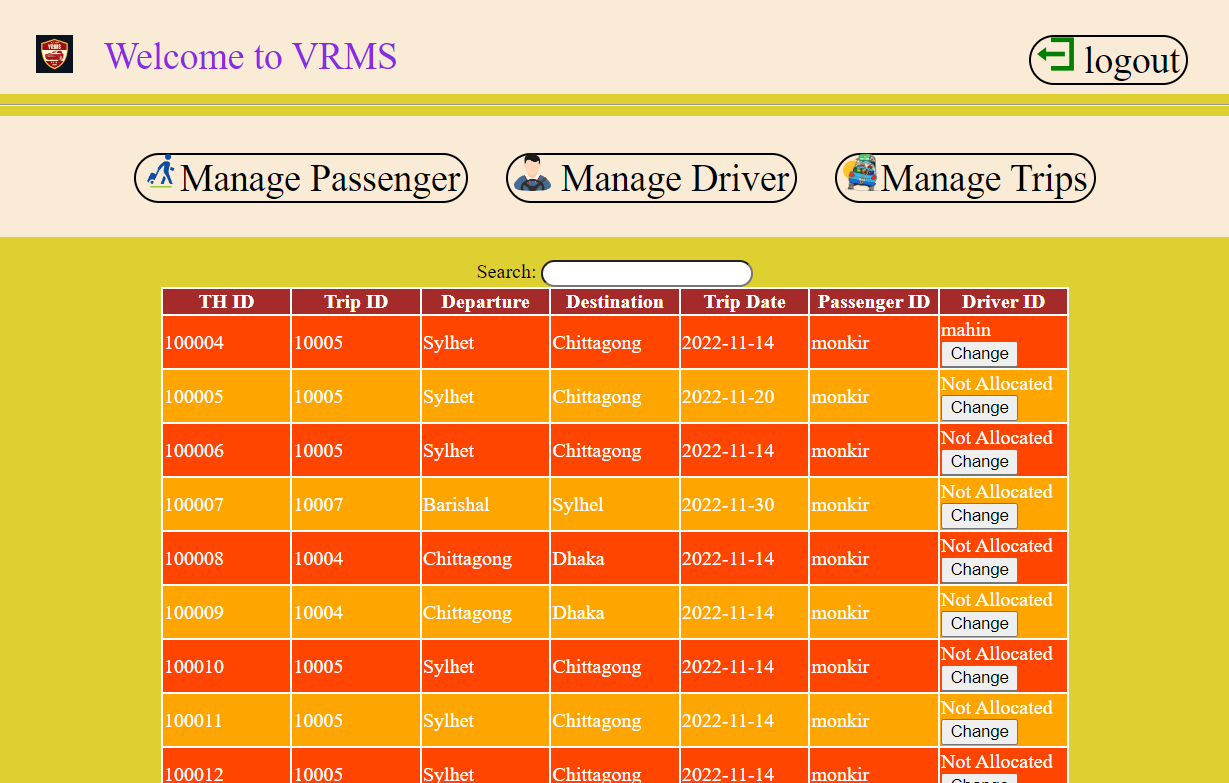 VRMS
Welcome to VRMS
logout
Manage Passenger Manage Driver Manage Trips
Search:
TH ID Trip ID Departure Destination Trip Date Passenger ID Driver ID
100004 10005 Sylhet Chittagong 2022-11-14 monkir mahin
Change
100005 10005 Sylhet Chittagong 2022-11-20 monkir Not Allocated
Change
100006 10005 Sylhet Chittagong 2022-11-14 monkir Not Allocated
Change
100007 10007 Barishal Sylhel 2022-11-30 monkir Not Allocated
Change
100008 10004 Chittagong Dhaka 2022-11-14 monkir Not Allocated
Change
100009 10004 Chittagong Dhaka 2022-11-14 monkir Not Allocated
Change
100010 10005 Sylhet Chittagong 2022-11-14 monkir Not Allocated
Change
100011 10005 Sylhet Chittagong 2022-11-14 monkir Not Allocated
Change
100012 10005 Sylhet Chittagong 2022-11-14 monkir Not Allocated
Change